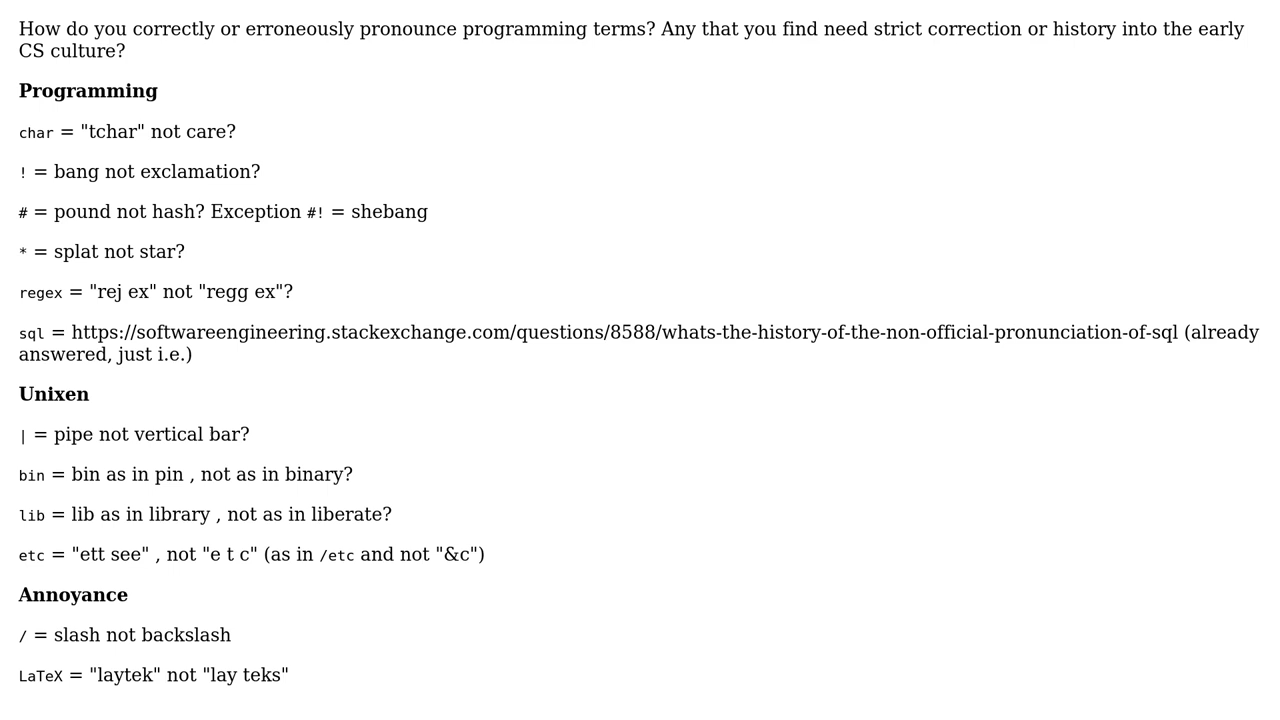 How do you correctly or erroneously pronounce programming terms? Any that you find need strict correction or history into the early
CS culture?
Programming
char = "tchar" not care?
! = bang not exclamation?
# = pound not hash? Exception #! = shebang
* = splat not star?
regex = "rej ex" not "regg ex"?
sql = https://softwareengineering.stackexchange.com/questions/8588/whats-the-history-of-the-non-official-pronunciation-of-sql (already
answered, just i.e.)
Unixen
| = pipe not vertical bar?
bin = bin as in pin , not as in binary?
lib = lib as in library , not as in liberate?
etc = "ett see" , not "e t c" (as in /etc and not "&c")
Annoyance
/ = slash not backslash
LaTeX = "laytek" not "lay teks"